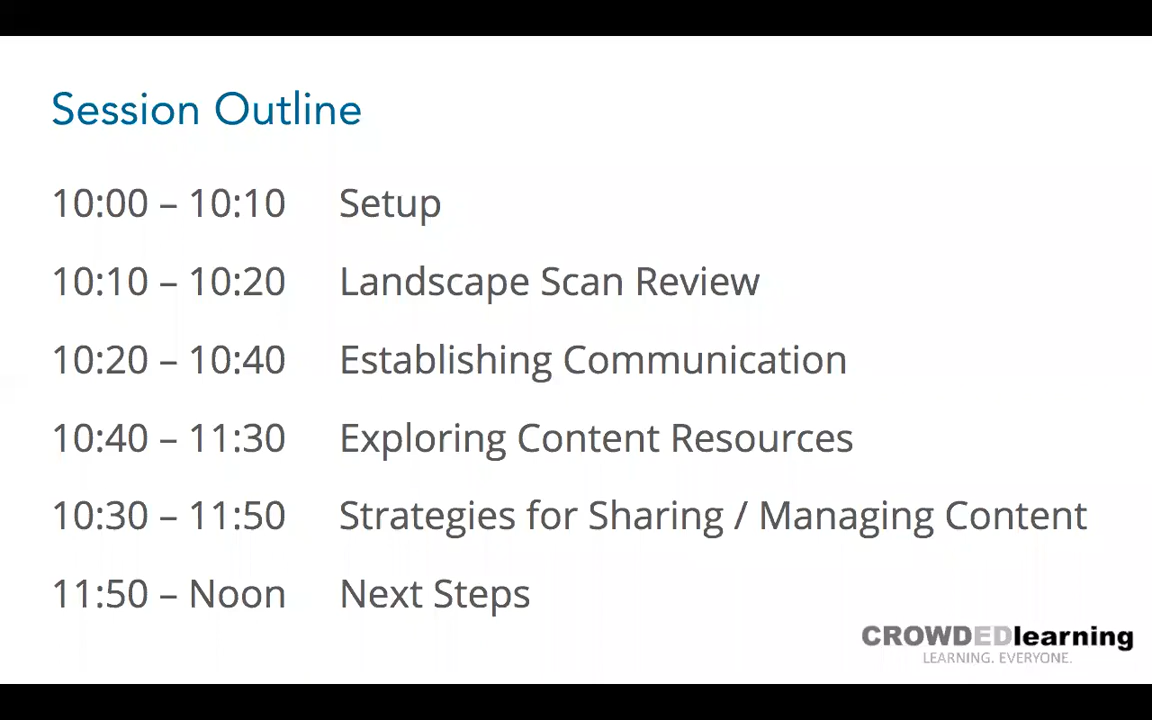 Session Outline
10:00 – 10:10 Setup
10:10 – 10:20 Landscape Scan Review
10:20 – 10:40 Establishing Communication
10:40 – 11:30 Exploring Content Resources
10:30 – 11:50 Strategies for Sharing / Managing Content
11:50 – Noon Next Steps
CROWDEDlearning
LEARNING. EVERYONE.